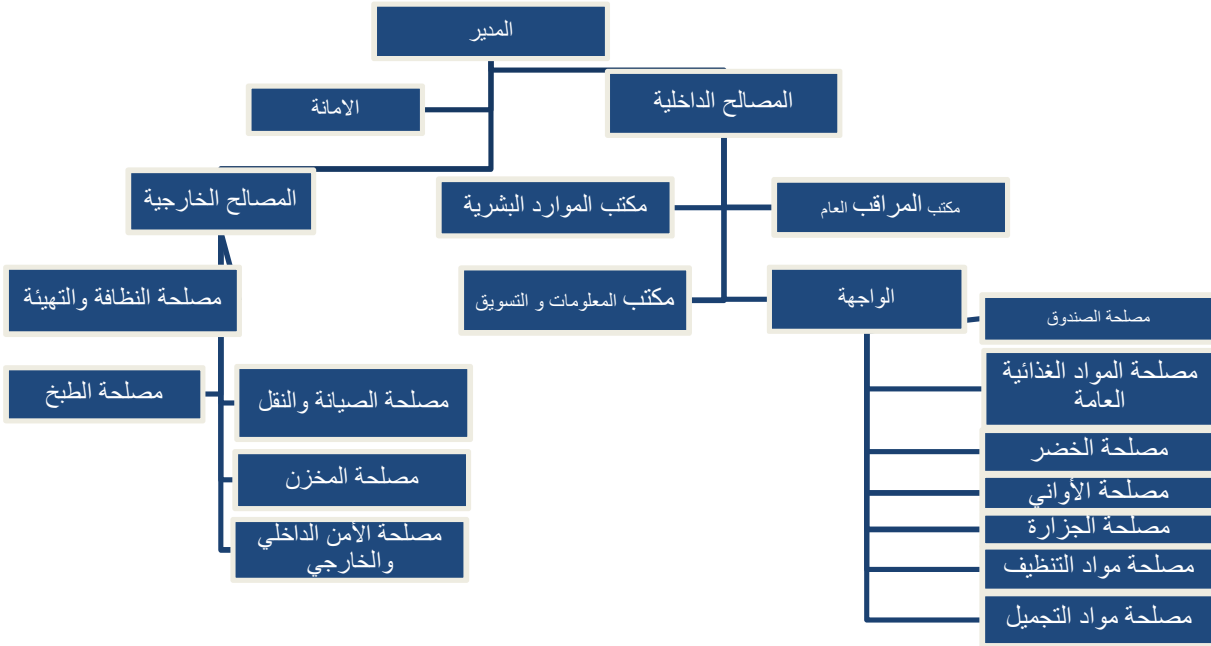 المدير
المصالح الداخلية
الامانة
المصالح الخارجية
مكتب المراقب العام
مكتب الموارد البشرية
الواجهة
مكتب المعلومات و التسويق
مصلحة النظافة والتهيئة
مصلحة الصندوق
مصلحة المواد الغذائية
العامة
مصلحة الخضر
مصلحة الأواني
مصلحة الجزارة
مصلحة مواد التنظيف
مصلحة مواد التجميل
مصلحة الصيانة والنقل
مصلحة الطبخ
مصلحة المخزن
مصلحة الأمن الداخلي
والخارجي